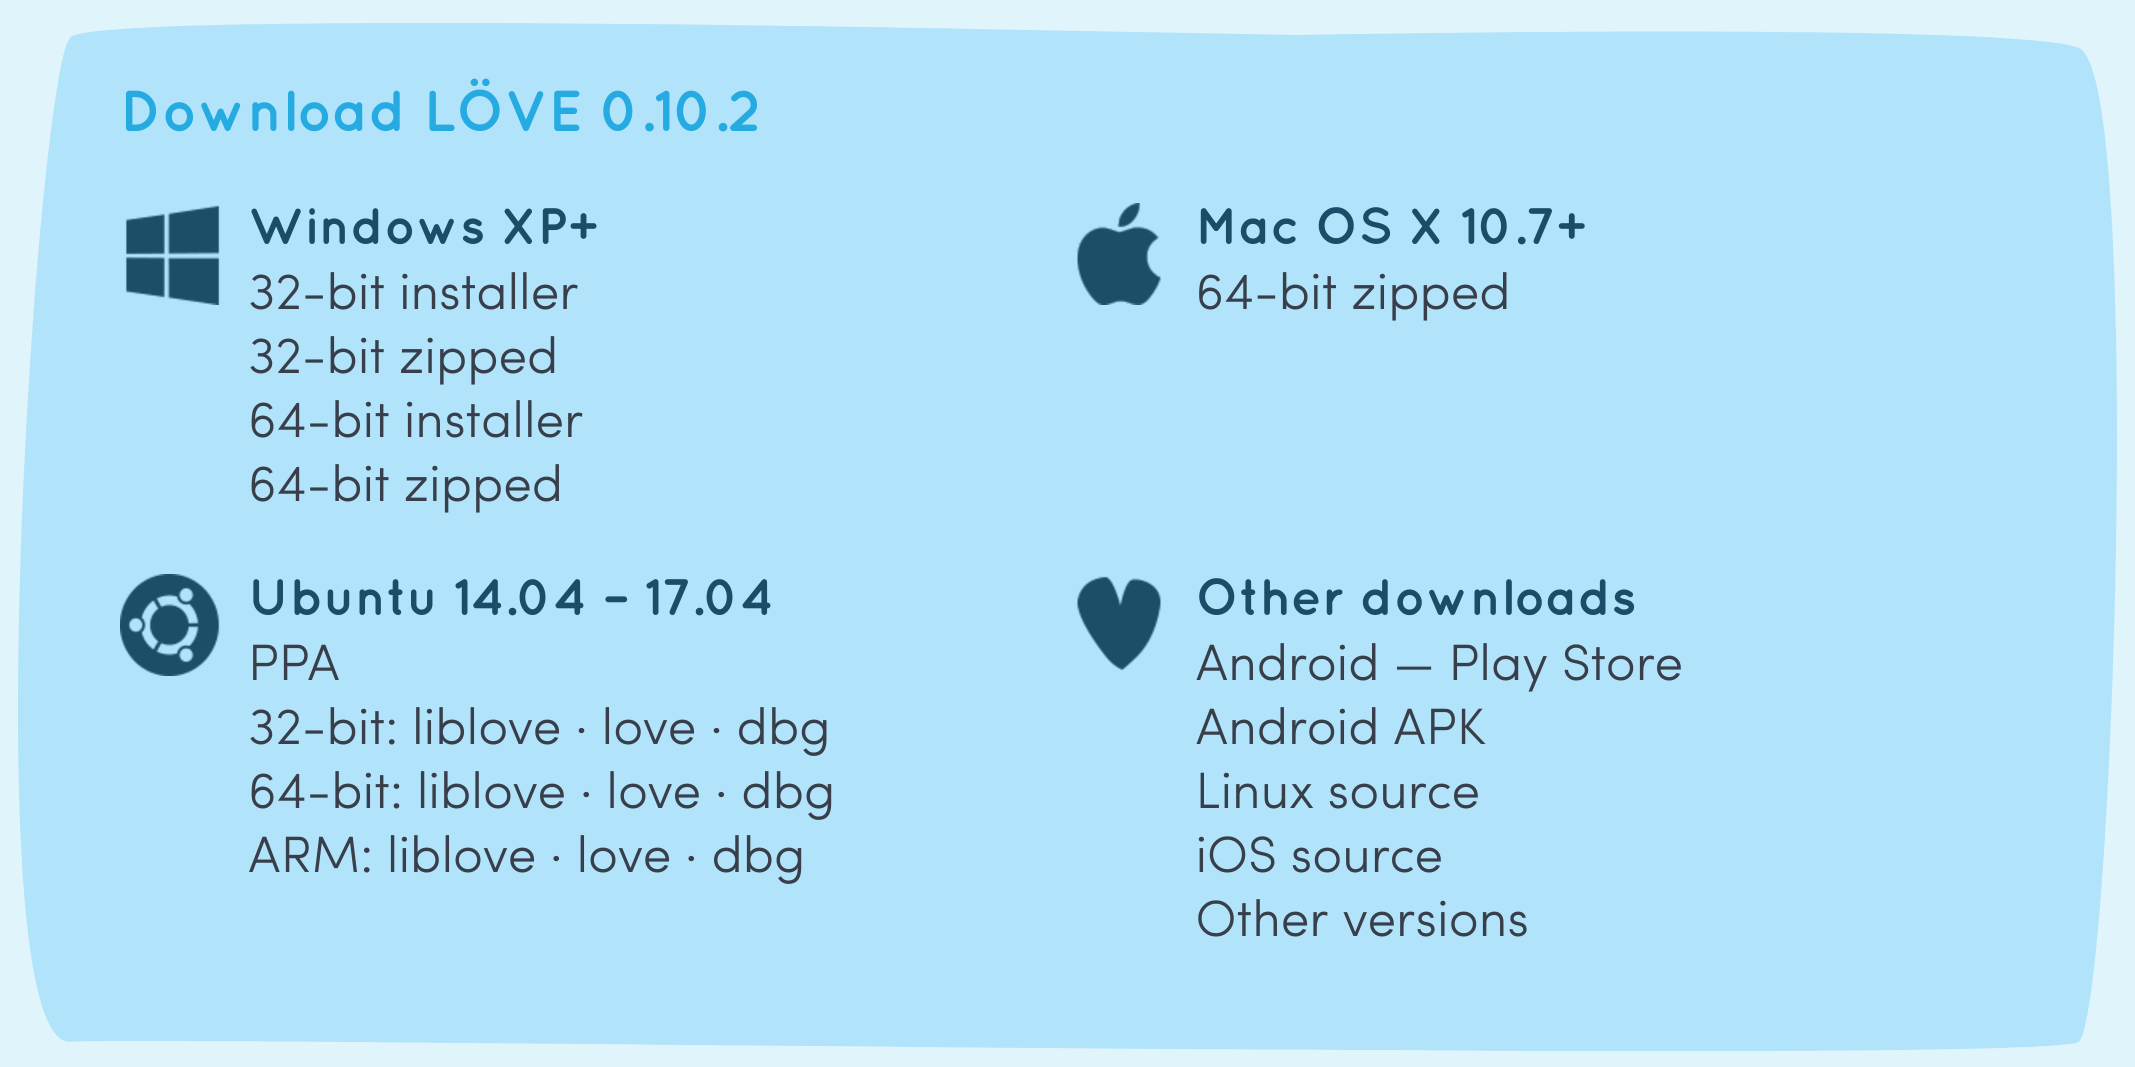 Download LÖVE 0.10.2
Windows XP+
32-bit installer
32-bit zipped
64-bit installer
64-bit zipped
Mac OS X 10.7+
64-bit zipped
Ubuntu 14.04 - 17.04
PPA
32-bit: liblove · love · dbg
64-bit: liblove · love · dbg
ARM: liblove · love · dbg
Other downloads
Android — Play Store
Android APK
Linux source
iOS source
Other versions